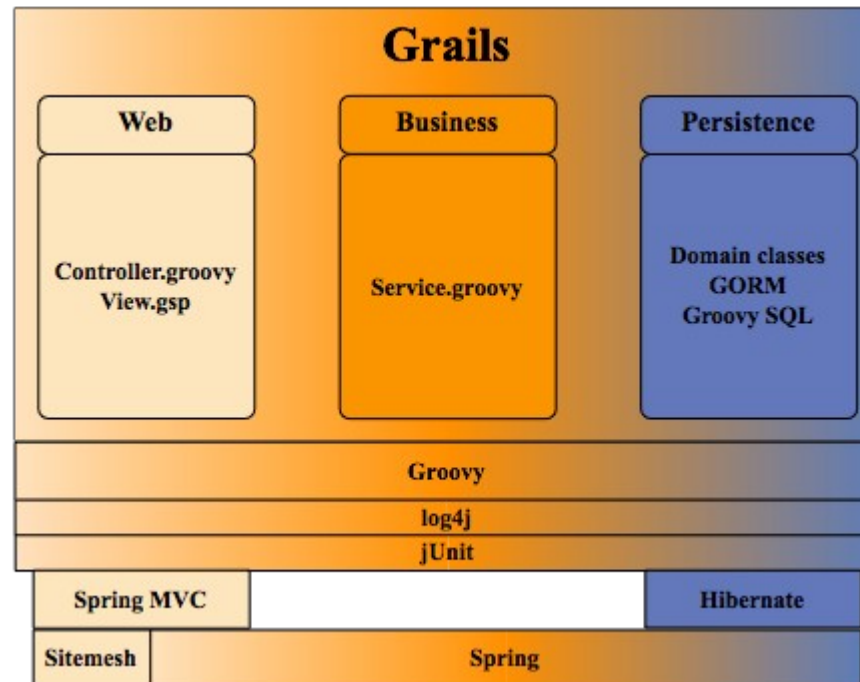 Grails
Web
Business
Persistence
Controller.groovy
View.gsp
Service.groovy
Domain classes
GORM
Groovy SQL
Groovy
log4j
jUnit
Spring MVC
Hibernate
Sitemesh
Spring